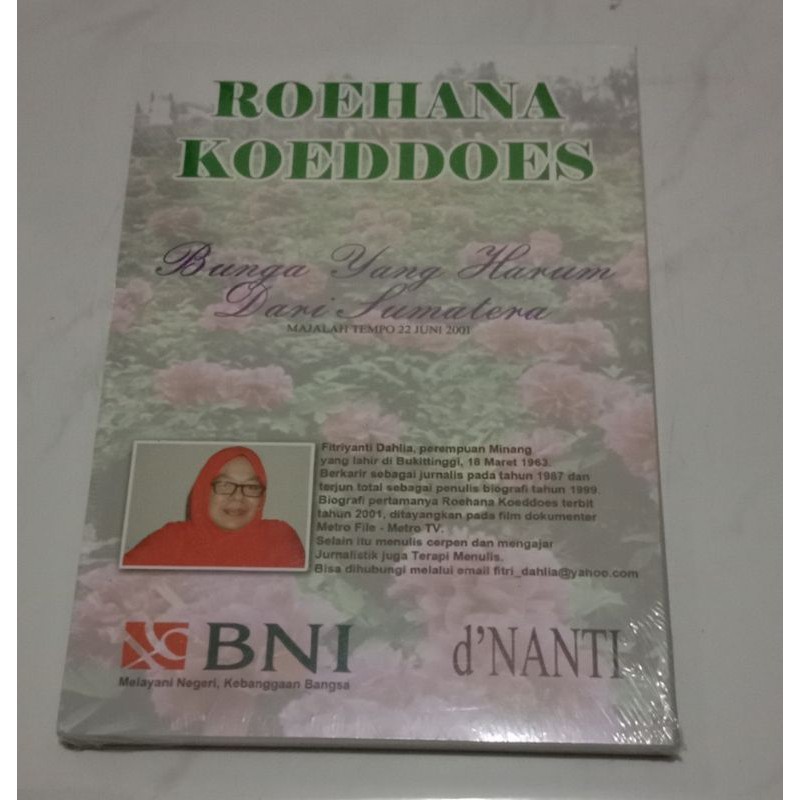 ROEHANA
KOEDDOES
Bunga Yang Harum
Dari Sumatera
MAJALAH TEMPO 22 JUNI 2001
Fitriyanti Dahlia, perempuan Minang
yang lahir di Bukittinggi, 18 Maret 1963.
Berkarir sebagai jurnalis pada tahun 1987 dan
terjun total sebagai penulis biografi tahun 1999.
Biografi pertamanya Roehana Koeddoes terbit
tahun 2001, ditayangkan pada film dokumenter
Metro File - Metro TV.
Selain itu menulis cerpen dan mengajar
Jurnalistik juga Terapi Menulis.
Bisa dihubungi melalui email fitri_dahlia@yahoo.com
BNI
Melayani Negeri, Kebanggaan Bangsa
d'NANTI